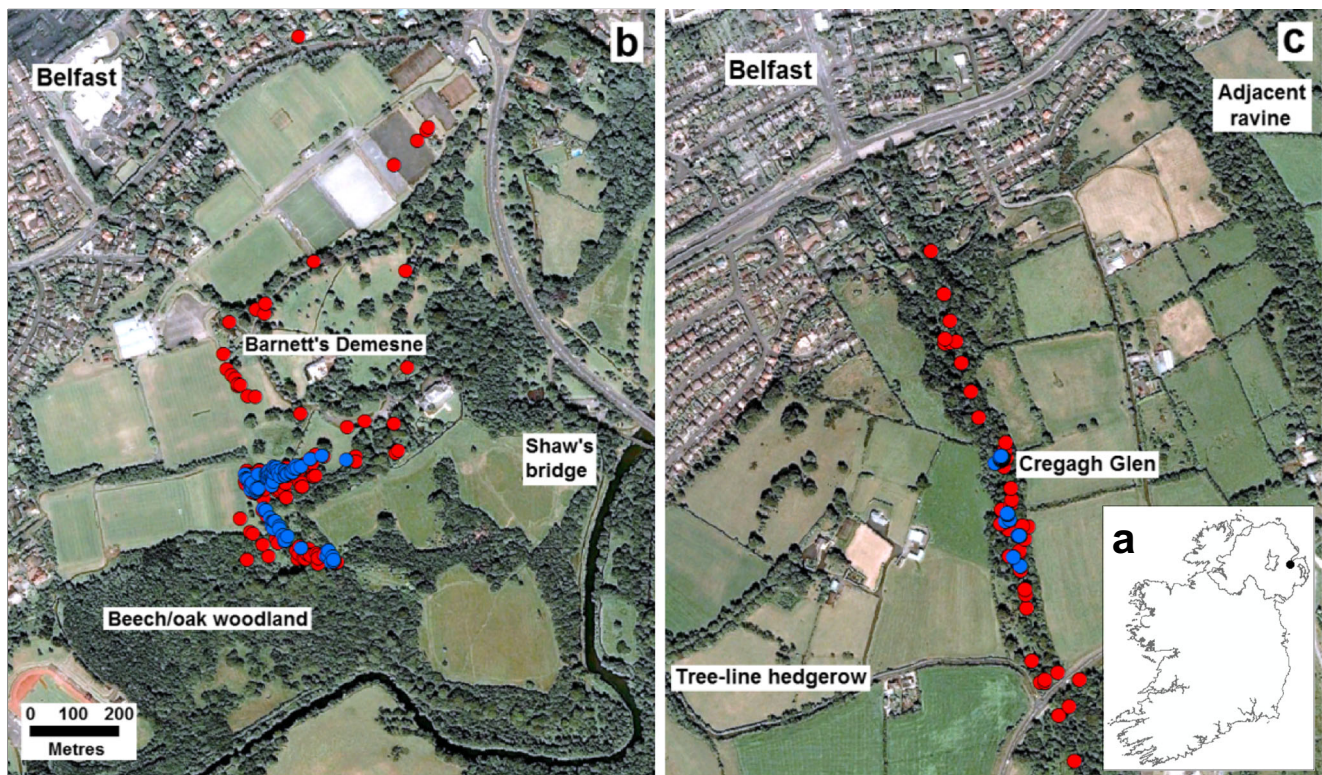 b
Belfast
Barnett's Demesne
Shaw's
bridge
Beech/oak woodland
0 100 200
Metres
c
Belfast
Adjacent
ravine
Cregagh Glen
Tree-line hedgerow
a